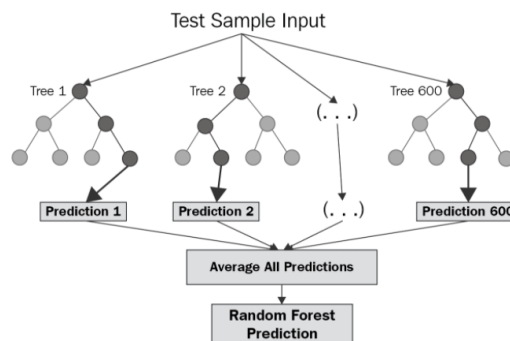 Test Sample Input
Tree 1
Tree 2
(. . .)
Tree 600
Prediction 1
Prediction 2
(. . .)
Prediction 600
Average All Predictions
Random Forest
Prediction